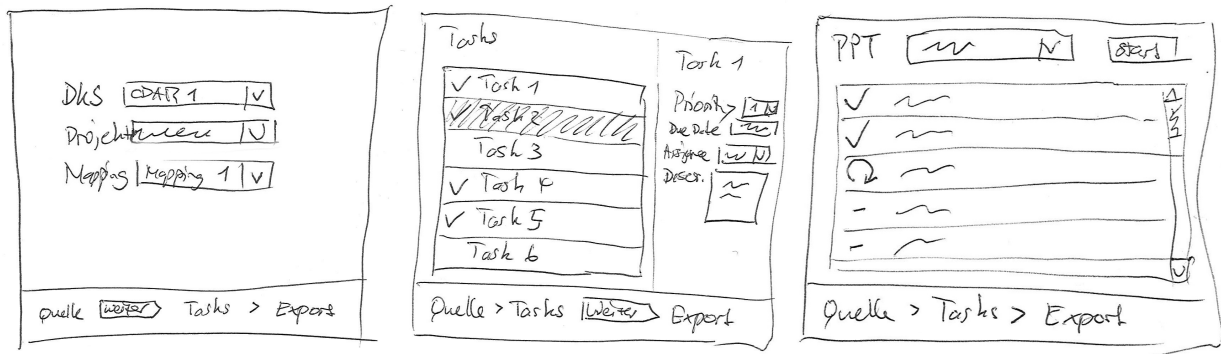 DKS CDAR 1
Projekt
Mapping Mapping 1
Quelle weiter Tasks > Export
Tasks
✓ Task 1
✓ Task 2
Task 3
✓ Task 4
✓ Task 5
Task 6
Task 1
Priority 1
Due Date
Assignee
Descr.
Quelle > Tasks Weiter Export
PPT Start
Quelle > Tasks > Export